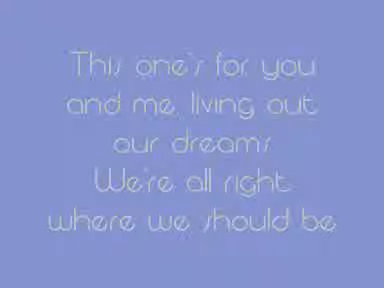 This one's for you
and me, living out
our dreams
We're all right
where we should be